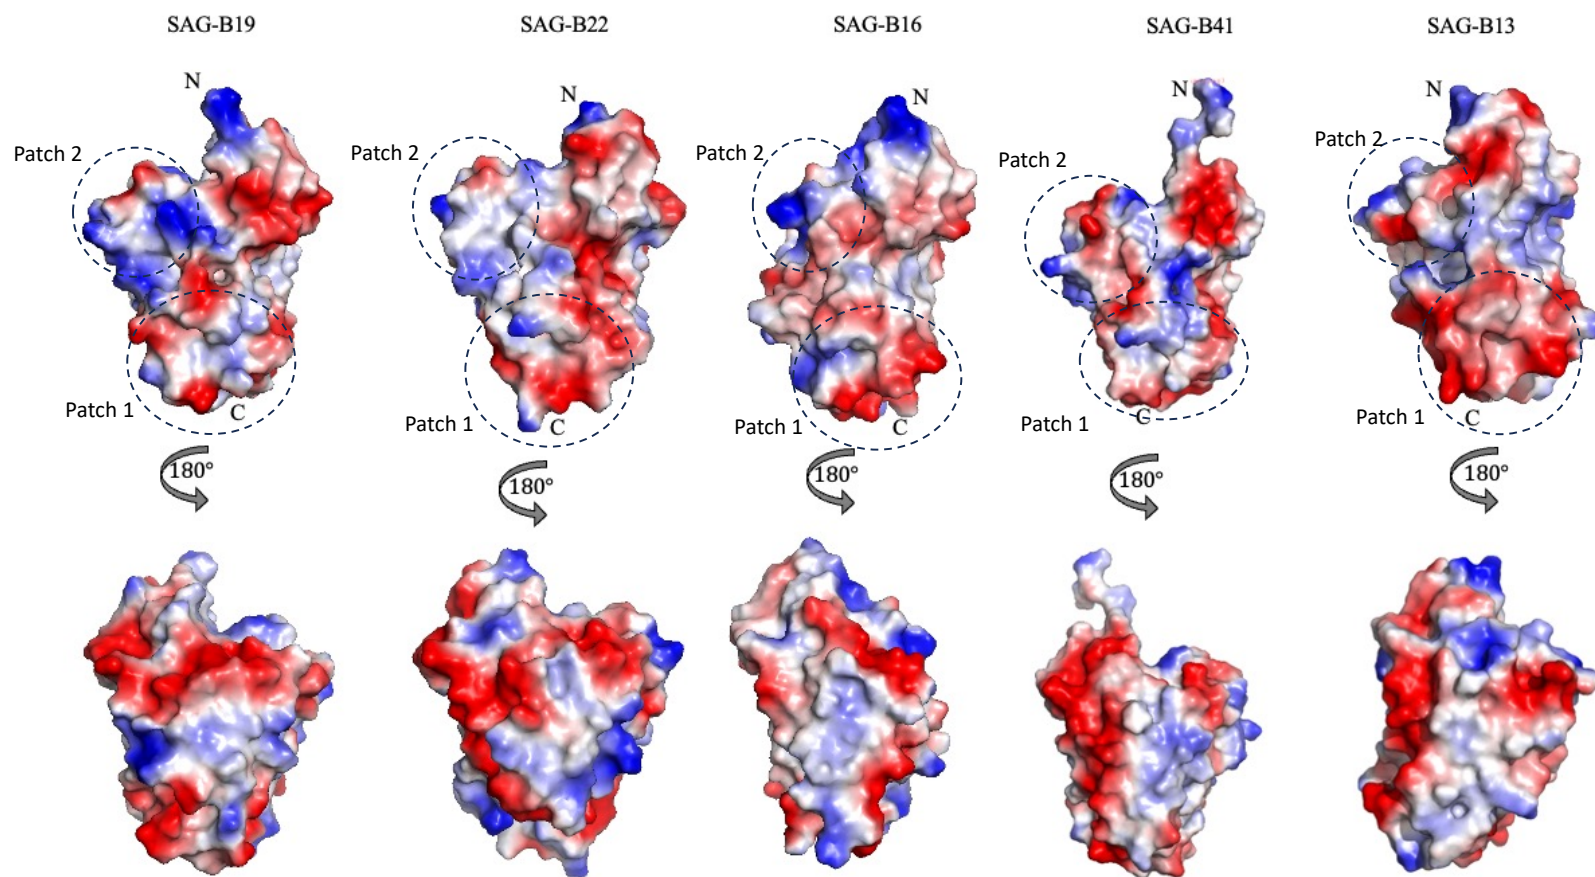 SAG-B19 SAG-B22 SAG-B16 SAG-B41 SAG-B13
N N N N N
Patch 2 Patch 2 Patch 2 Patch 2 Patch 2
Patch 1 Patch 1 Patch 1 Patch 1 Patch 1
C C C C C
180° 180° 180° 180° 180°